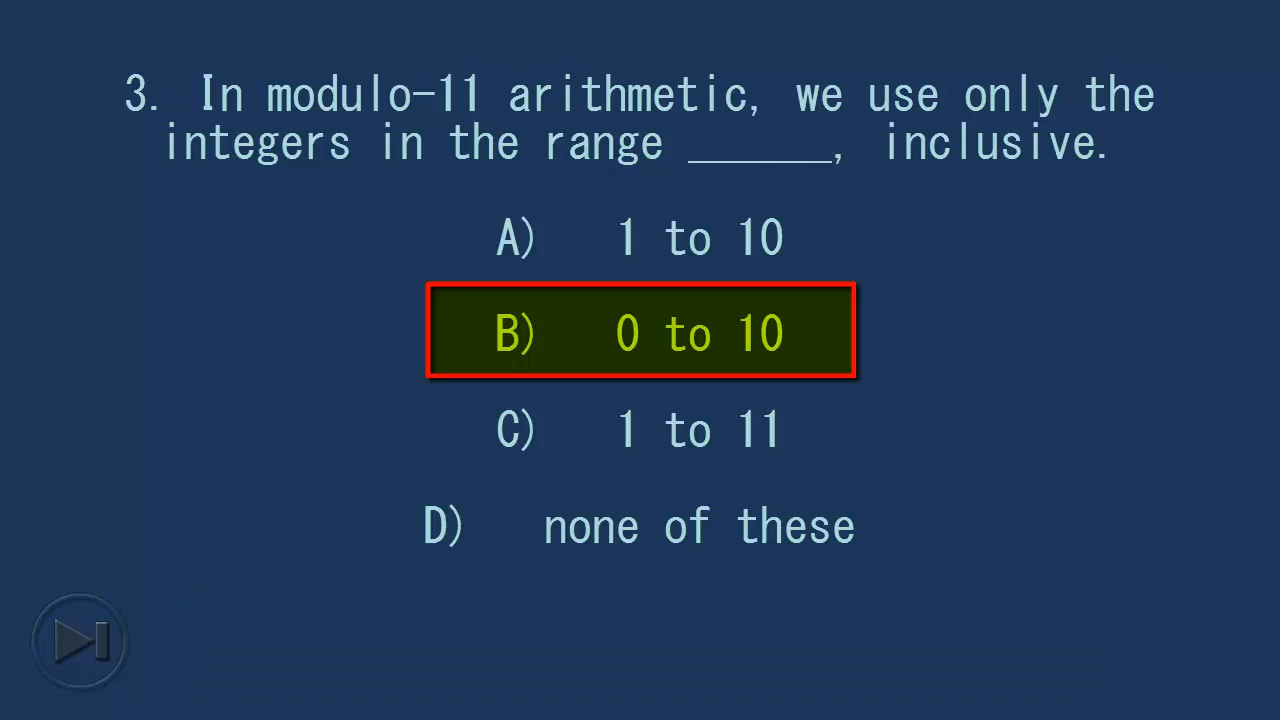 3. In modulo-11 arithmetic, we use only the
integers in the range ______, inclusive.
A) 1 to 10
B) 0 to 10
C) 1 to 11
D) none of these